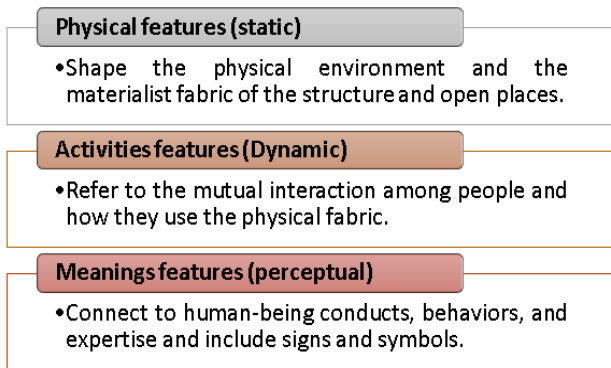 Physical features (static)
•Shape the physical environment and the
materialist fabric of the structure and open places.
Activities features (Dynamic)
•Refer to the mutual interaction among people and
how they use the physical fabric.
Meanings features (perceptual)
•Connect to human-being conducts, behaviors, and
expertise and include signs and symbols.